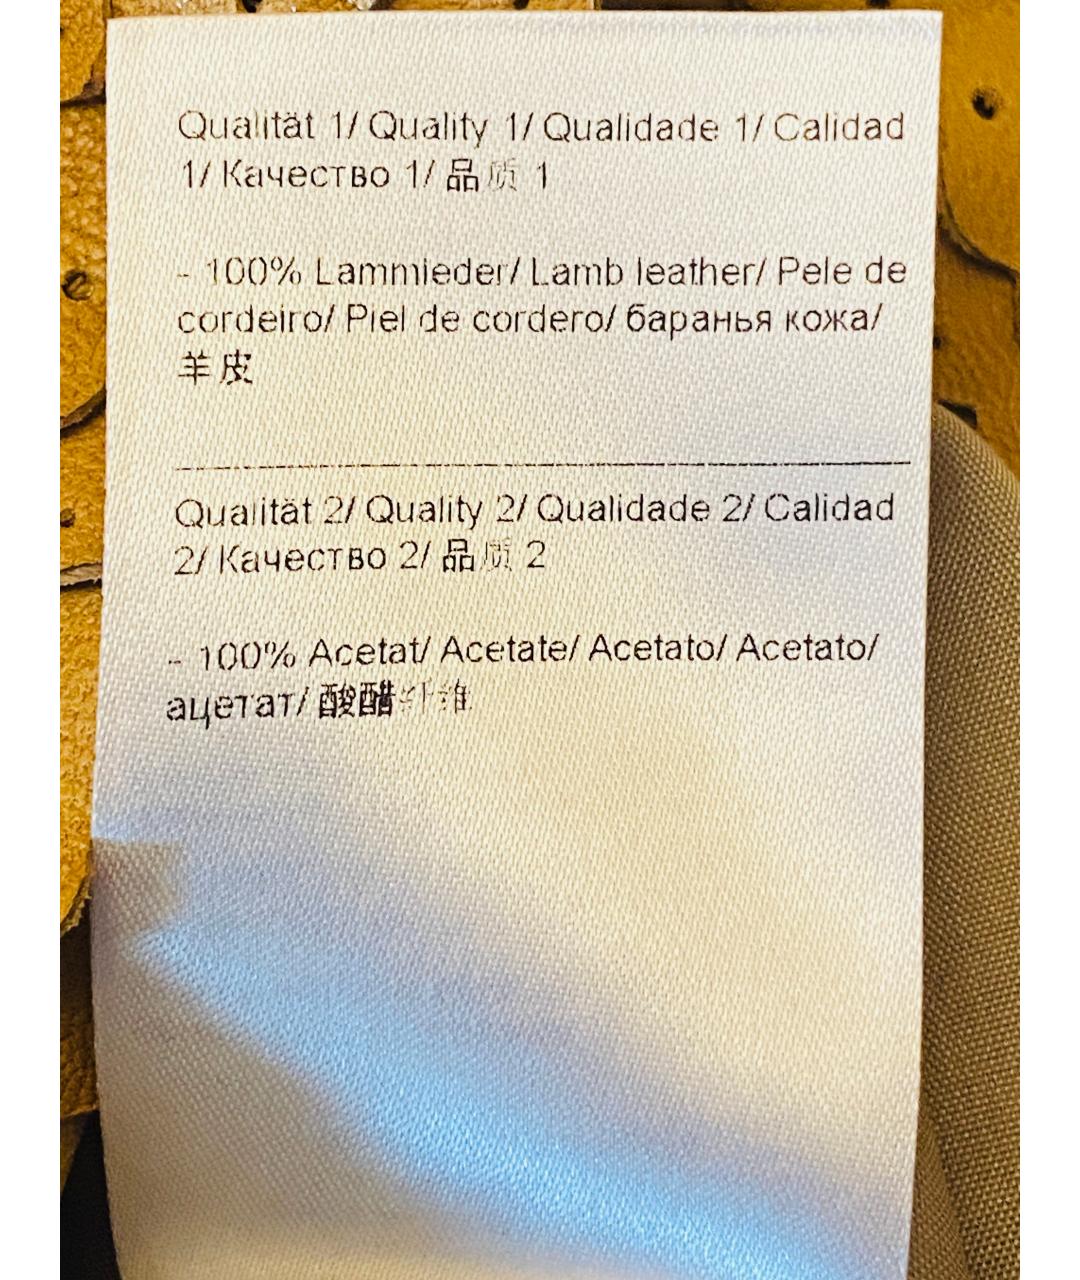 Qualität 1/ Quality 1/ Qualidade 1/ Calidad
1/ Качество 1/ 品质 1
- 100% Lammleder/ Lamb leather/ Pele de
cordeiro/ Piel de cordero/ баранья кожа/
羊皮
Qualität 2/ Quality 2/ Qualidade 2/ Calidad
2/ Качество 2/ 品质 2
- 100% Acetat/ Acetate/ Acetato/ Acetato/
ацетат/ 酸醋纤维